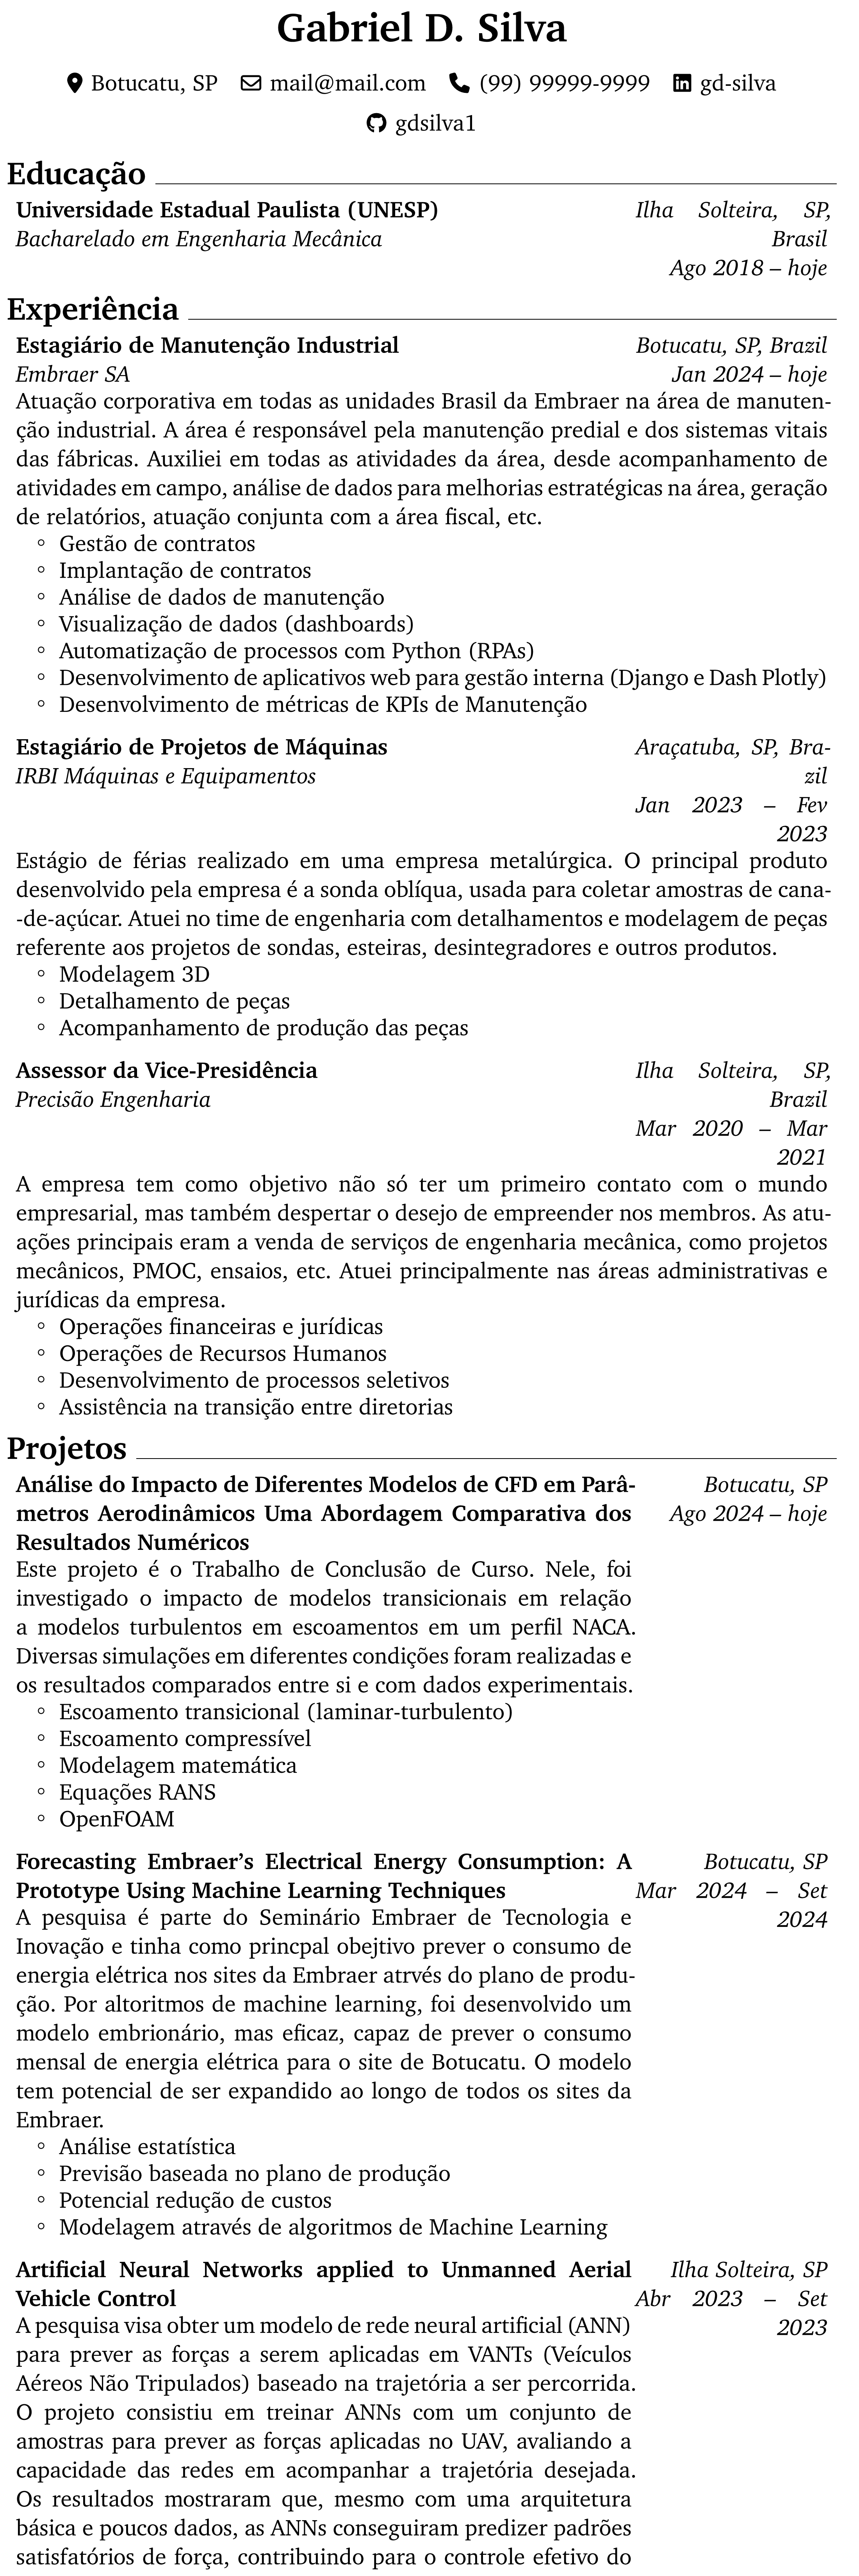 Gabriel D. Silva
Botucatu, SP mail@mail.com (99) 99999-9999 gd-silva
gdsilva1
Educação
Universidade Estadual Paulista (UNESP) Ilha Solteira, SP,
Bacharelado em Engenharia Mecânica Brasil
Ago 2018 – hoje
Experiência
Estagiário de Manutenção Industrial Botucatu, SP, Brazil
Embraer SA Jan 2024 – hoje
Atuação corporativa em todas as unidades Brasil da Embraer na área de manuten-
ção industrial. A área é responsável pela manutenção predial e dos sistemas vitais
das fábricas. Auxiliei em todas as atividades da área, desde acompanhamento de
atividades em campo, análise de dados para melhorias estratégicas na área, geração
de relatórios, atuação conjunta com a área fiscal, etc.
◦ Gestão de contratos
◦ Implantação de contratos
◦ Análise de dados de manutenção
◦ Visualização de dados (dashboards)
◦ Automatização de processos com Python (RPAs)
◦ Desenvolvimento de aplicativos web para gestão interna (Django e Dash Plotly)
◦ Desenvolvimento de métricas de KPIs de Manutenção
Estagiário de Projetos de Máquinas Araçatuba, SP, Bra-
IRBI Máquinas e Equipamentos zil
Jan 2023 – Fev
2023
Estágio de férias realizado em uma empresa metalúrgica. O principal produto
desenvolvido pela empresa é a sonda oblíqua, usada para coletar amostras de cana-
-de-açúcar. Atuei no time de engenharia com detalhamentos e modelagem de peças
referente aos projetos de sondas, esteiras, desintegradores e outros produtos.
◦ Modelagem 3D
◦ Detalhamento de peças
◦ Acompanhamento de produção das peças
Assessor da Vice-Presidência Ilha Solteira, SP,
Precisão Engenharia Brazil
Mar 2020 – Mar
2021
A empresa tem como objetivo não só ter um primeiro contato com o mundo
empresarial, mas também despertar o desejo de empreender nos membros. As atu-
ações principais eram a venda de serviços de engenharia mecânica, como projetos
mecânicos, PMOC, ensaios, etc. Atuei principalmente nas áreas administrativas e
jurídicas da empresa.
◦ Operações financeiras e jurídicas
◦ Operações de Recursos Humanos
◦ Desenvolvimento de processos seletivos
◦ Assistência na transição entre diretorias
Projetos
Análise do Impacto de Diferentes Modelos de CFD em Parâ- Botucatu, SP
metros Aerodinâmicos Uma Abordagem Comparativa dos Ago 2024 – hoje
Resultados Numéricos
Este projeto é o Trabalho de Conclusão de Curso. Nele, foi
investigado o impacto de modelos transicionais em relação
a modelos turbulentos em escoamentos em um perfil NACA.
Diversas simulações em diferentes condições foram realizadas e
os resultados comparados entre si e com dados experimentais.
◦ Escoamento transicional (laminar-turbulento)
◦ Escoamento compressível
◦ Modelagem matemática
◦ Equações RANS
◦ OpenFOAM
Forecasting Embraer’s Electrical Energy Consumption: A Botucatu, SP
Prototype Using Machine Learning Techniques Mar 2024 – Set
A pesquisa é parte do Seminário Embraer de Tecnologia e 2024
Inovação e tinha como princpal obejtivo prever o consumo de
energia elétrica nos sites da Embraer atrvés do plano de produ-
ção. Por altoritmos de machine learning, foi desenvolvido um
modelo embrionário, mas eficaz, capaz de prever o consumo
mensal de energia elétrica para o site de Botucatu. O modelo
tem potencial de ser expandido ao longo de todos os sites da
Embraer.
◦ Análise estatística
◦ Previsão baseada no plano de produção
◦ Potencial redução de custos
◦ Modelagem através de algoritmos de Machine Learning
Artificial Neural Networks applied to Unmanned Aerial Ilha Solteira, SP
Vehicle Control Abr 2023 – Set
A pesquisa visa obter um modelo de rede neural artificial (ANN) 2023
para prever as forças a serem aplicadas em VANTs (Veículos
Aéreos Não Tripulados) baseado na trajetória a ser percorrida.
O projeto consistiu em treinar ANNs com um conjunto de
amostras para prever as forças aplicadas no UAV, avaliando a
capacidade das redes em acompanhar a trajetória desejada.
Os resultados mostraram que, mesmo com uma arquitetura
básica e poucos dados, as ANNs conseguiram predizer padrões
satisfatórios de força, contribuindo para o controle efetivo do